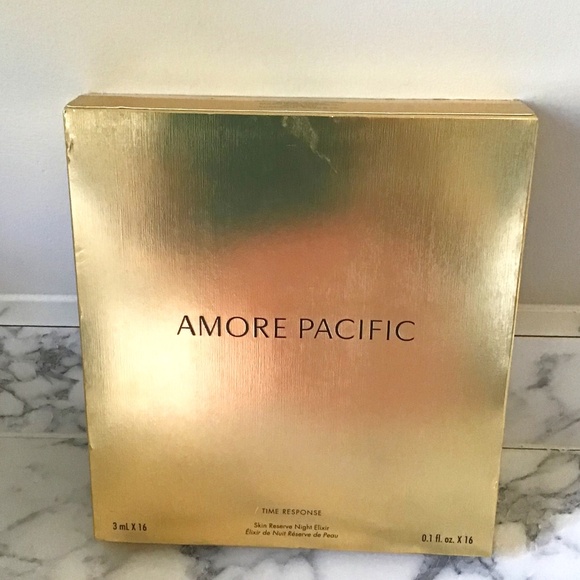 AMORE PACIFIC
TIME RESPONSE
Skin Reserve Night Elixir
Élixir de Nuit Réserve de Peau
3 mL X 16
0.1 fl. oz. X 16